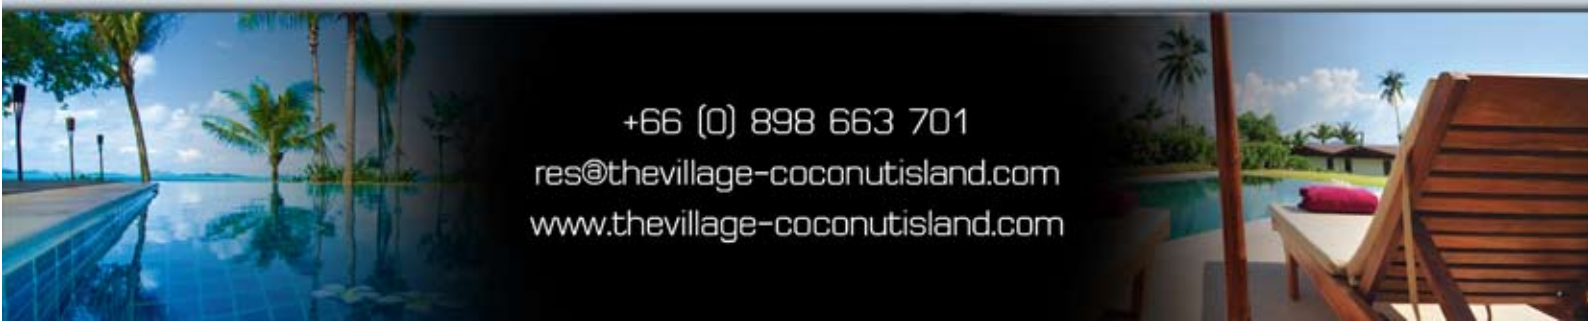 +66 (0) 898 663 701
res@thevillage-coconutisland.com
www.thevillage-coconutisland.com